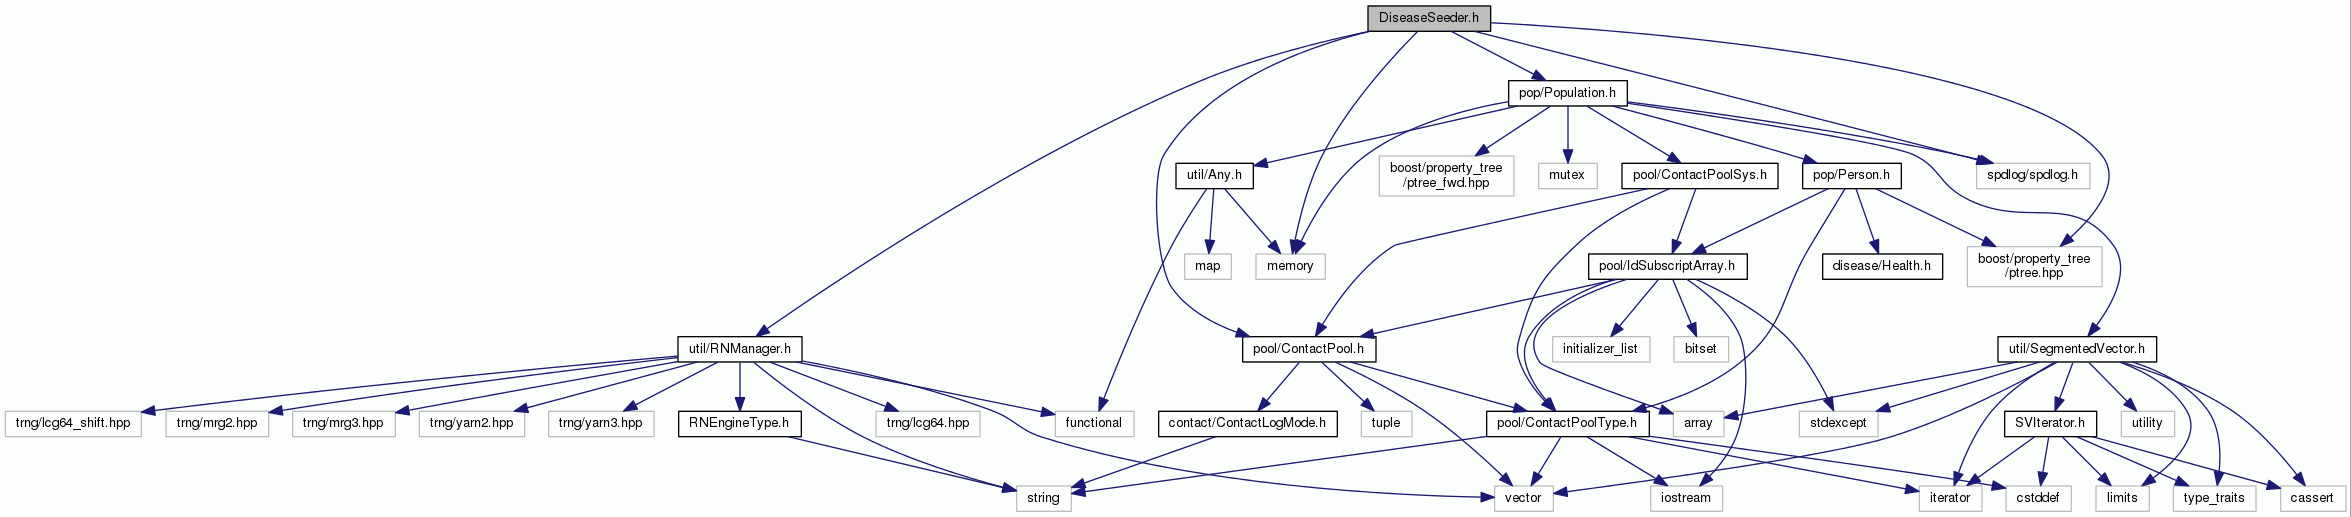 DiseaseSeeder.h
pop/Population.h
util/Any.h
boost/property_tree
/ptree_fwd.hpp
mutex
pool/ContactPoolSys.h
pop/Person.h
spdlog/spdlog.h
map
memory
pool/IdSubscriptArray.h
disease/Health.h
boost/property_tree
/ptree.hpp
util/RNManager.h
pool/ContactPool.h
initializer_list
bitset
util/SegmentedVector.h
trng/lcg64_shift.hpp
trng/mrg2.hpp
trng/mrg3.hpp
trng/yarn2.hpp
trng/yarn3.hpp
RNEngineType.h
trng/lcg64.hpp
functional
contact/ContactLogMode.h
tuple
pool/ContactPoolType.h
array
stdexcept
SVIterator.h
utility
string
vector
iostream
iterator
cstddef
limits
type_traits
cassert